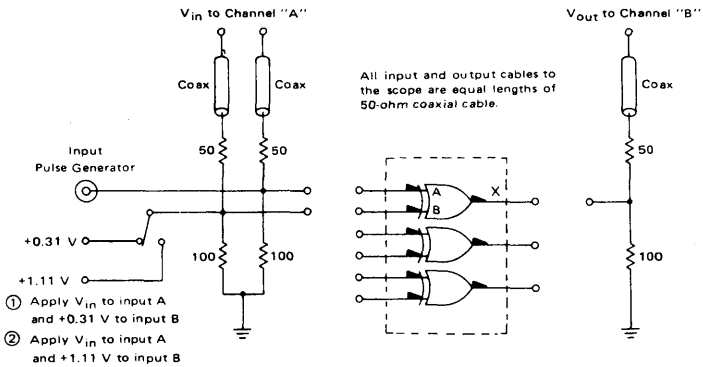 V_in to Channel "A"
V_out to Channel "B"
Coax
Coax
All input and output cables to
the scope are equal lengths of
50-ohm coaxial cable.
Coax
50
50
50
Input
Pulse Generator
A
X
B
+0.31 V
100
100
100
+1.11 V
① Apply V_in to input A
and +0.31 V to input B
② Apply V_in to input A
and +1.11 V to input B